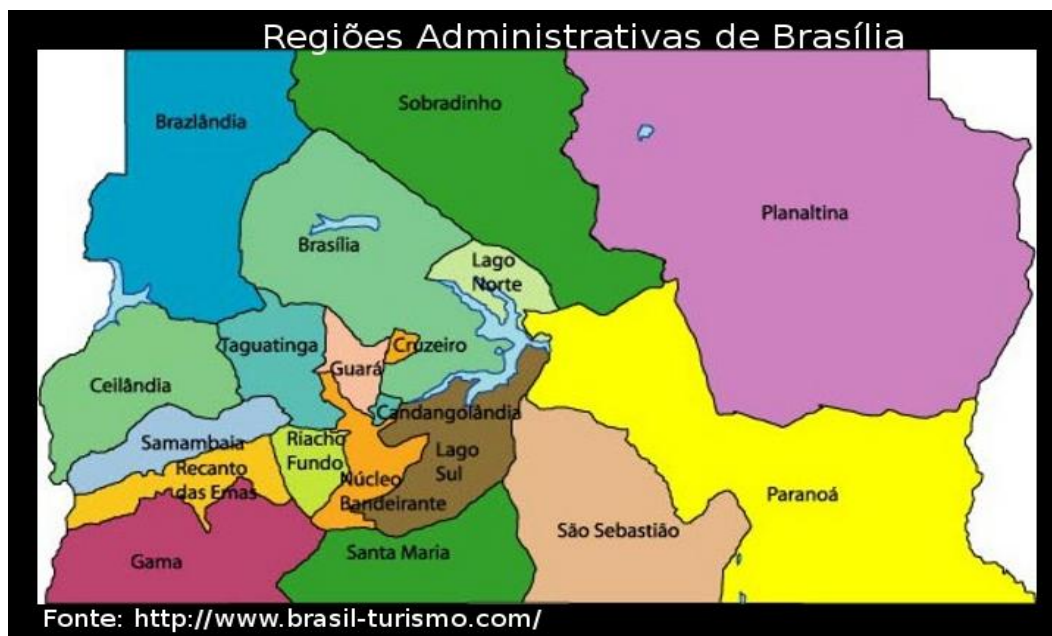 Regiões Administrativas de Brasília
Sobradinho
Brazlândia
Planaltina
Brasília
Lago
Norte
Taguatinga
Cruzeiro
Guará
Ceilândia
Candangolândia
Samambaia
Riacho
Fundo
Lago
Sul
Recanto
das Emas
Núcleo
Bandeirante
Paranoá
São Sebastião
Santa Maria
Gama
Fonte: http://www.brasil-turismo.com/